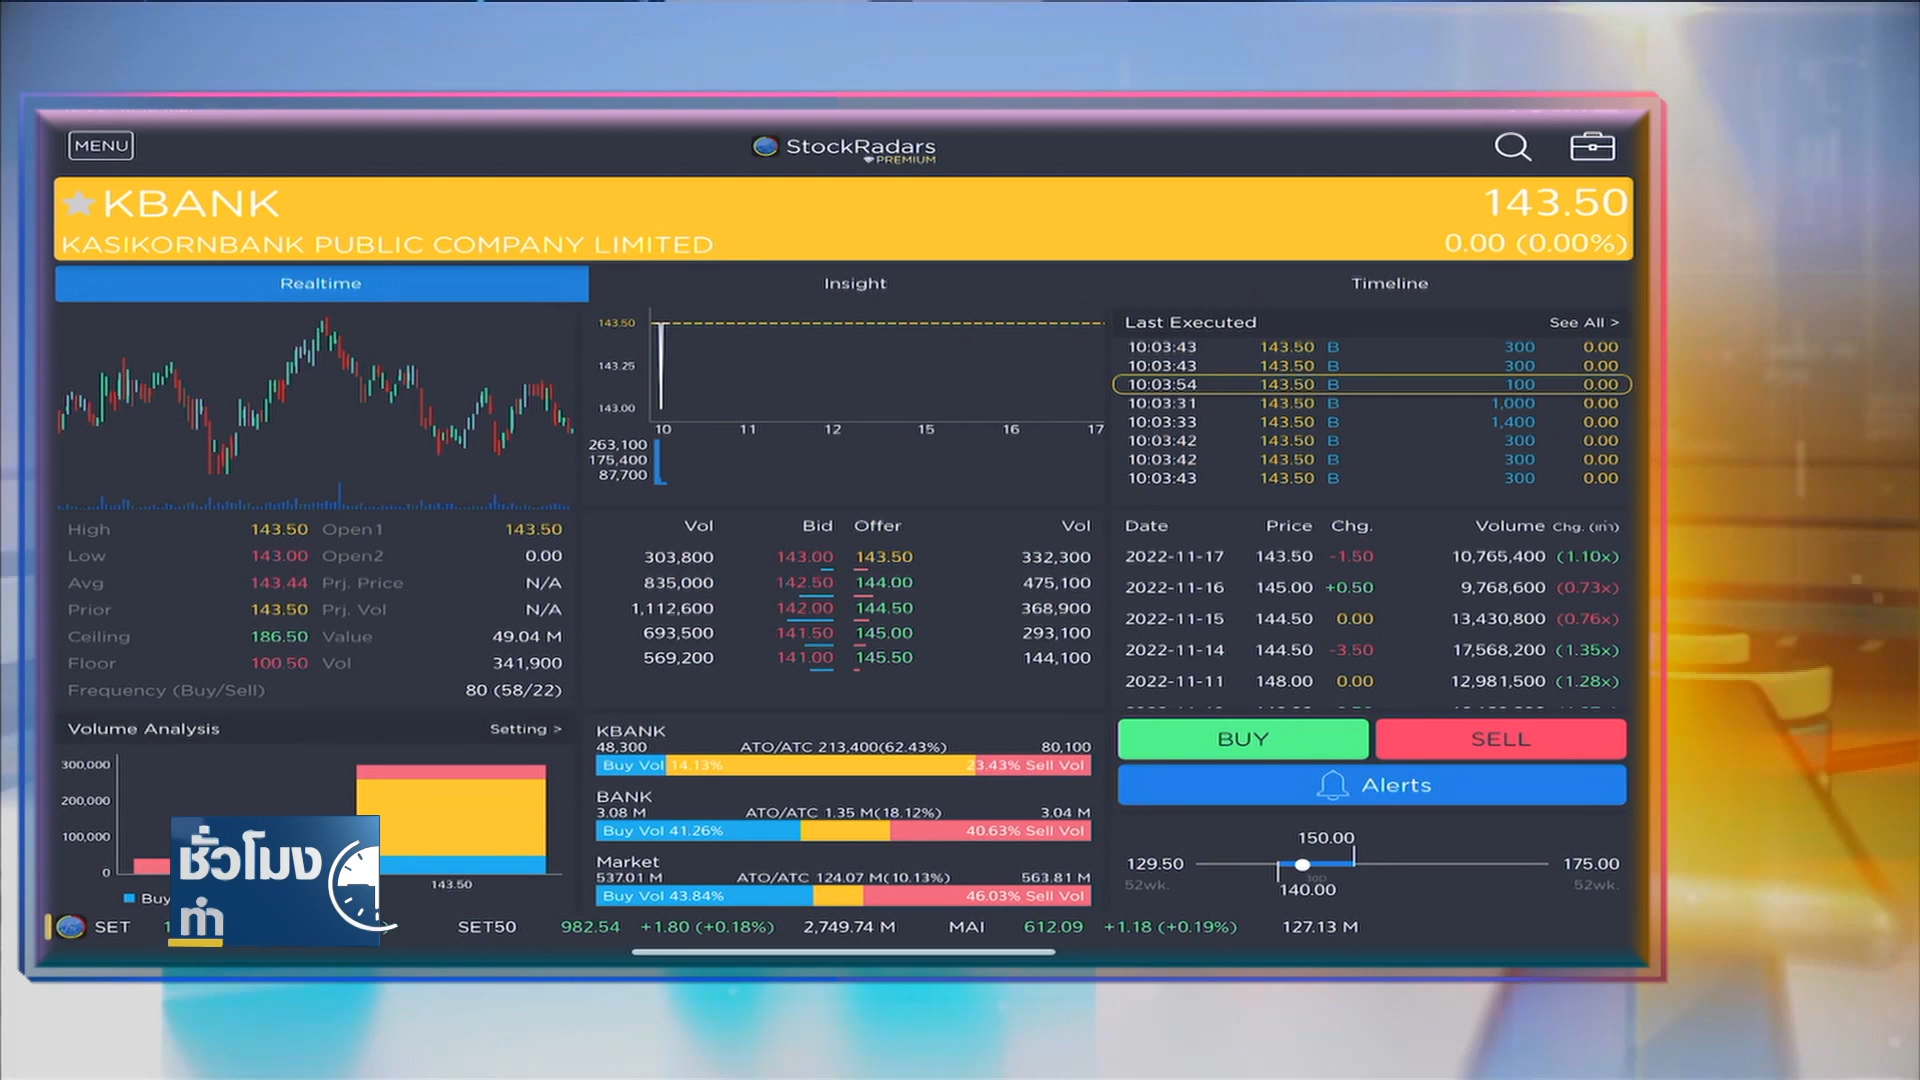 MENU
StockRadars
PREMIUM
KBANK
143.50
KASIKORNBANK PUBLIC COMPANY LIMITED
0.00 (0.00%)
Realtime
Insight
Timeline
143.50
143.25
143.00
10 11 12 15 16 17
263,100
175,400
87,700
Last Executed See All >
10:03:43 143.50 B 300 0.00
10:03:43 143.50 B 300 0.00
10:03:54 143.50 B 100 0.00
10:03:31 143.50 B 1,000 0.00
10:03:33 143.50 B 1,400 0.00
10:03:42 143.50 B 300 0.00
10:03:42 143.50 B 300 0.00
10:03:43 143.50 B 300 0.00
High 143.50 Open1 143.50
Low 143.00 Open2 0.00
Avg 143.44 Prj. Price N/A
Prior 143.50 Prj. Vol N/A
Ceiling 186.50 Value 49.04 M
Floor 100.50 Vol 341,900
Frequency (Buy/Sell) 80 (58/22)
Vol Bid Offer Vol
303,800 143.00 143.50 332,300
835,000 142.50 144.00 475,100
1,112,600 142.00 144.50 368,900
693,500 141.50 145.00 293,100
569,200 141.00 145.50 144,100
Date Price Chg. Volume Chg. (เท่า)
2022-11-17 143.50 -1.50 10,765,400 (1.10x)
2022-11-16 145.00 +0.50 9,768,600 (0.73x)
2022-11-15 144.50 0.00 13,430,800 (0.76x)
2022-11-14 144.50 -3.50 17,568,200 (1.35x)
2022-11-11 148.00 0.00 12,981,500 (1.28x)
Volume Analysis Setting >
300,000
200,000
100,000
0
143.50
Buy
KBANK
48,300 ATO/ATC 213,400(62.43%) 80,100
Buy Vol 14.13% 23.43% Sell Vol
BANK
3.08 M ATO/ATC 1.35 M(18.12%) 3.04 M
Buy Vol 41.26% 40.63% Sell Vol
Market
537.01 M ATO/ATC 124.07 M(10.13%) 563.81 M
Buy Vol 43.84% 46.03% Sell Vol
BUY SELL
Alerts
150.00
129.50 175.00
52wk. 30D 52wk.
140.00
ชั่วโมง
ทำ
SET SET50 982.54 +1.80 (+0.18%) 2,749.74 M MAI 612.09 +1.18 (+0.19%) 127.13 M